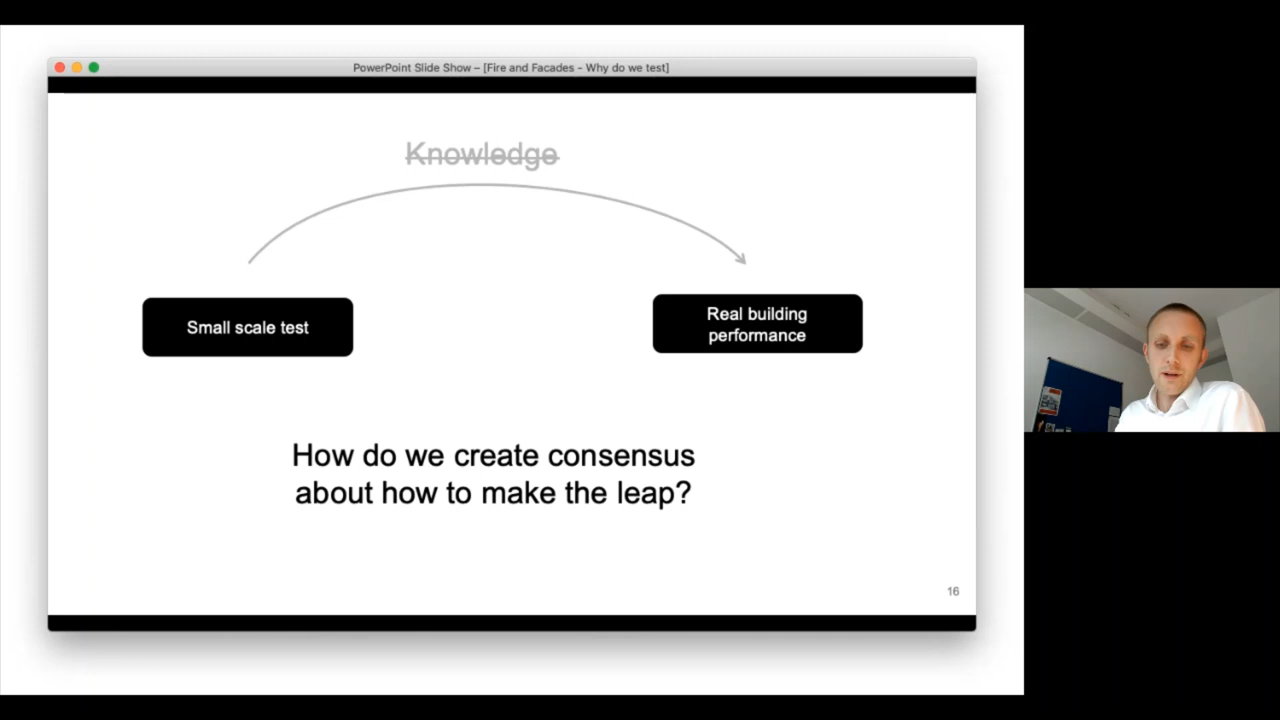 PowerPoint Slide Show – [Fire and Facades - Why do we test]
Knowledge
Small scale test
Real building
performance
How do we create consensus
about how to make the leap?
16